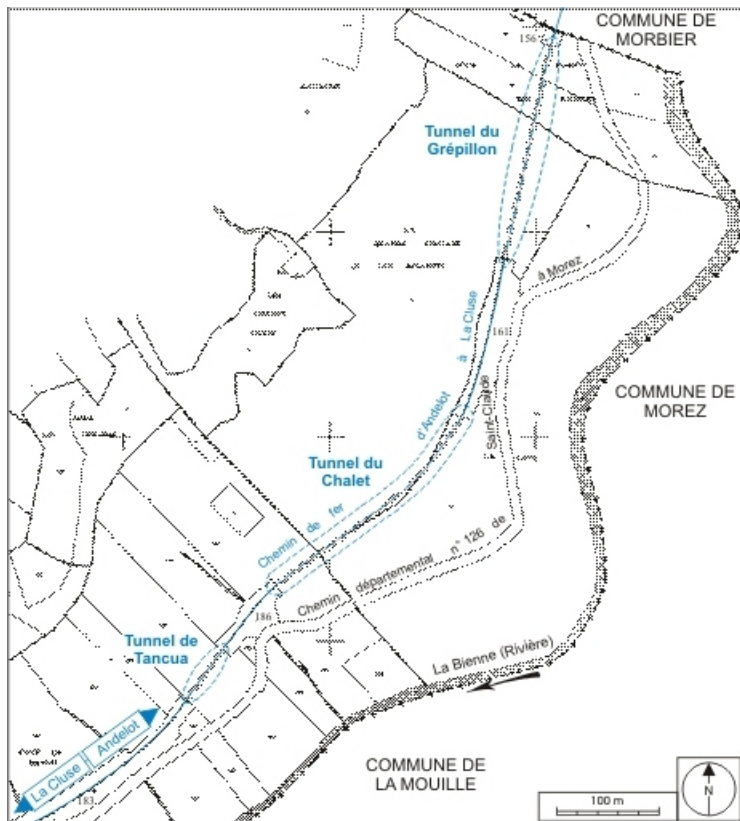 COMMUNE DE
MORBIER
156
Tunnel du
Grépillon
à Morez
161
COMMUNE DE
MOREZ
Tunnel du
Chalet
Chemin de fer d'Andelot à La Cluse
Chemin départemental n° 126 de Saint-Claude
186
Tunnel de
Tancua
La Bienne (Rivière)
La Cluse Andelot
183
COMMUNE DE
LA MOUILLE
100 m
N